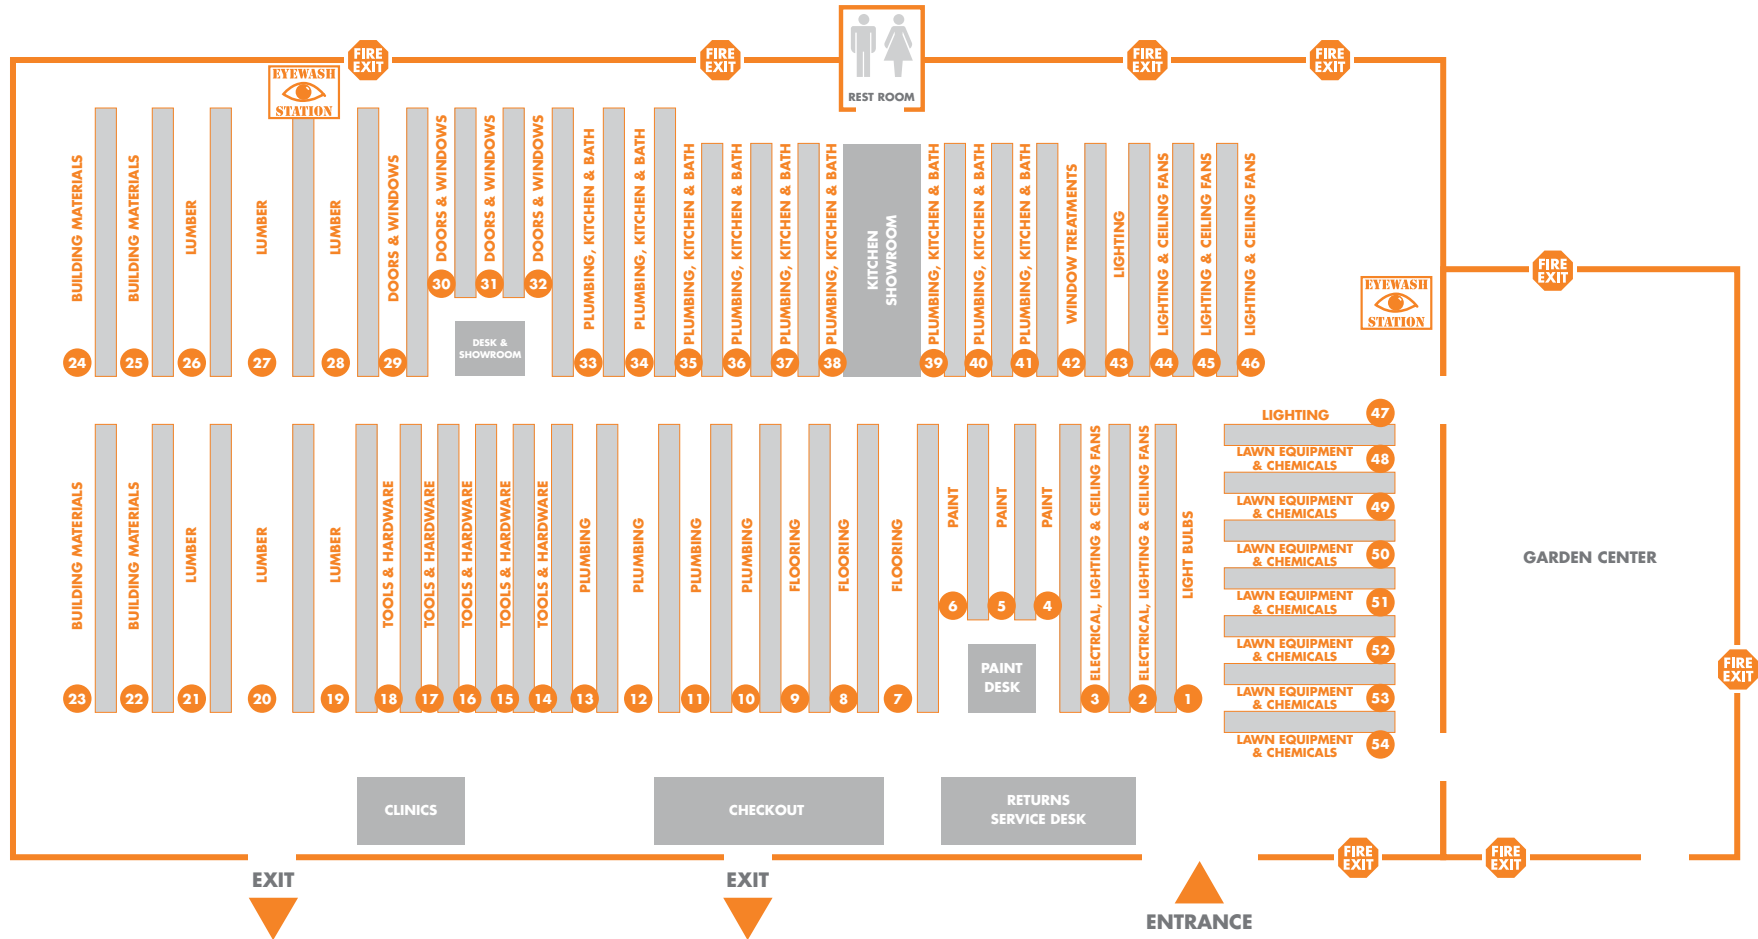 REST ROOM
FIRE
EXIT
FIRE
EXIT
FIRE
EXIT
FIRE
EXIT
EYEWASH
STATION
BUILDING MATERIALS
24
BUILDING MATERIALS
25
LUMBER
26
LUMBER
27
LUMBER
28
DOORS & WINDOWS
29
DOORS & WINDOWS
30
DOORS & WINDOWS
31
DOORS & WINDOWS
32
DESK &
SHOWROOM
PLUMBING, KITCHEN & BATH
33
PLUMBING, KITCHEN & BATH
34
PLUMBING, KITCHEN & BATH
35
PLUMBING, KITCHEN & BATH
36
PLUMBING, KITCHEN & BATH
37
PLUMBING, KITCHEN & BATH
38
KITCHEN
SHOWROOM
PLUMBING, KITCHEN & BATH
39
PLUMBING, KITCHEN & BATH
40
PLUMBING, KITCHEN & BATH
41
WINDOW TREATMENTS
42
LIGHTING
43
LIGHTING & CEILING FANS
44
LIGHTING & CEILING FANS
45
LIGHTING & CEILING FANS
46
EYEWASH
STATION
FIRE
EXIT
BUILDING MATERIALS
23
BUILDING MATERIALS
22
LUMBER
21
LUMBER
20
LUMBER
19
TOOLS & HARDWARE
18
TOOLS & HARDWARE
17
TOOLS & HARDWARE
16
TOOLS & HARDWARE
15
TOOLS & HARDWARE
14
PLUMBING
13
PLUMBING
12
PLUMBING
11
PLUMBING
10
FLOORING
9
FLOORING
8
FLOORING
7
PAINT
6
PAINT
5
PAINT
4
PAINT
DESK
ELECTRICAL, LIGHTING & CEILING FANS
3
ELECTRICAL, LIGHTING & CEILING FANS
2
LIGHT BULBS
1
LIGHTING
47
LAWN EQUIPMENT
& CHEMICALS
48
LAWN EQUIPMENT
& CHEMICALS
49
LAWN EQUIPMENT
& CHEMICALS
50
LAWN EQUIPMENT
& CHEMICALS
51
LAWN EQUIPMENT
& CHEMICALS
52
LAWN EQUIPMENT
& CHEMICALS
53
LAWN EQUIPMENT
& CHEMICALS
54
GARDEN CENTER
FIRE
EXIT
CLINICS
CHECKOUT
RETURNS
SERVICE DESK
FIRE
EXIT
FIRE
EXIT
EXIT
EXIT
ENTRANCE